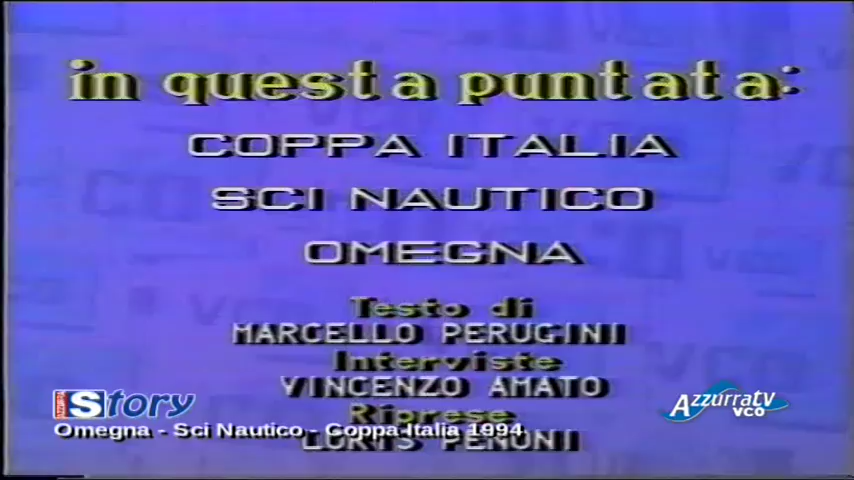 in questa puntata:
COPPA ITALIA
SCI NAUTICO
OMEGNA
Testo di
MARCELLO PERUGINI
Interviste
VINCENZO AMATO
Riprese
LORIS PENONI
Story
Omegna - Sci Nautico - Coppa Italia 1994
Azzurratv
VCO